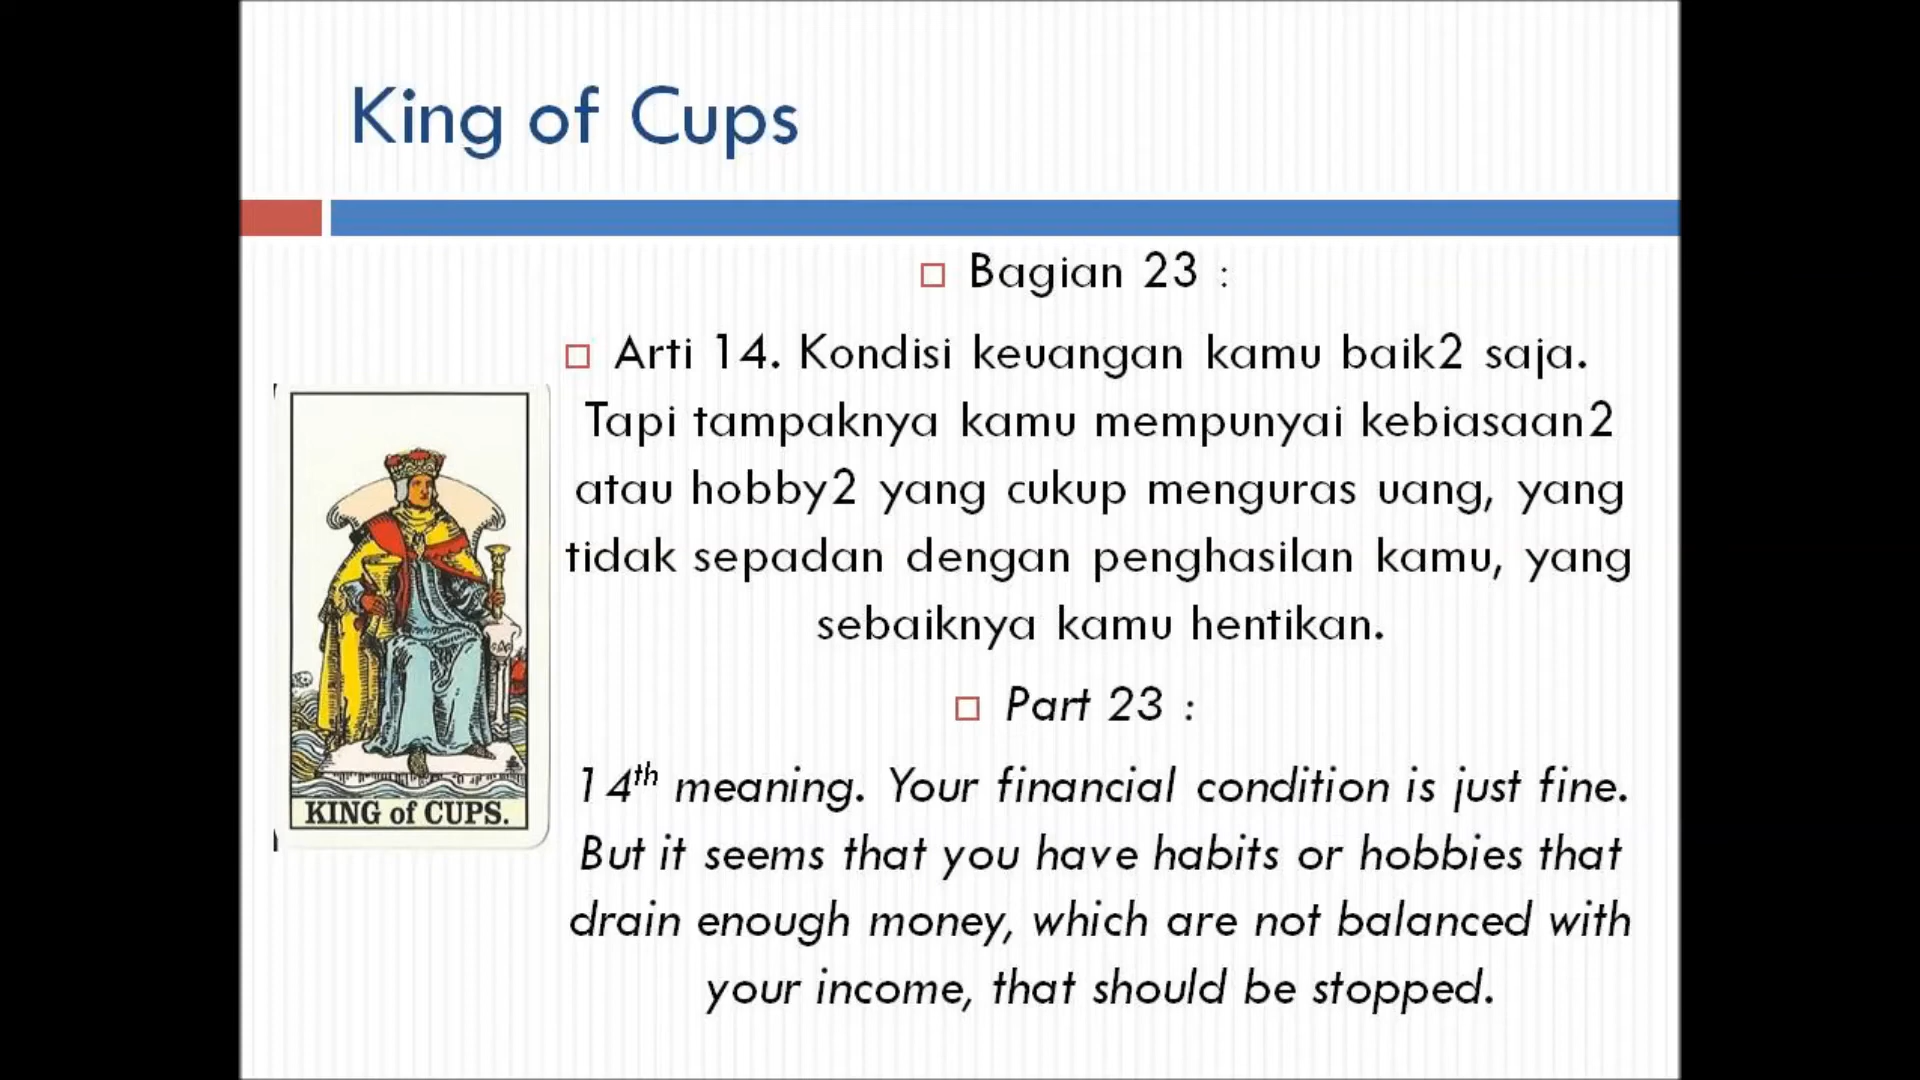 King of Cups
Bagian 23 :
Arti 14. Kondisi keuangan kamu baik2 saja.
Tapi tampaknya kamu mempunyai kebiasaan2
atau hobby2 yang cukup menguras uang, yang
tidak sepadan dengan penghasilan kamu, yang
sebaiknya kamu hentikan.
Part 23 :
14th meaning. Your financial condition is just fine.
But it seems that you have habits or hobbies that
drain enough money, which are not balanced with
your income, that should be stopped.
KING of CUPS.